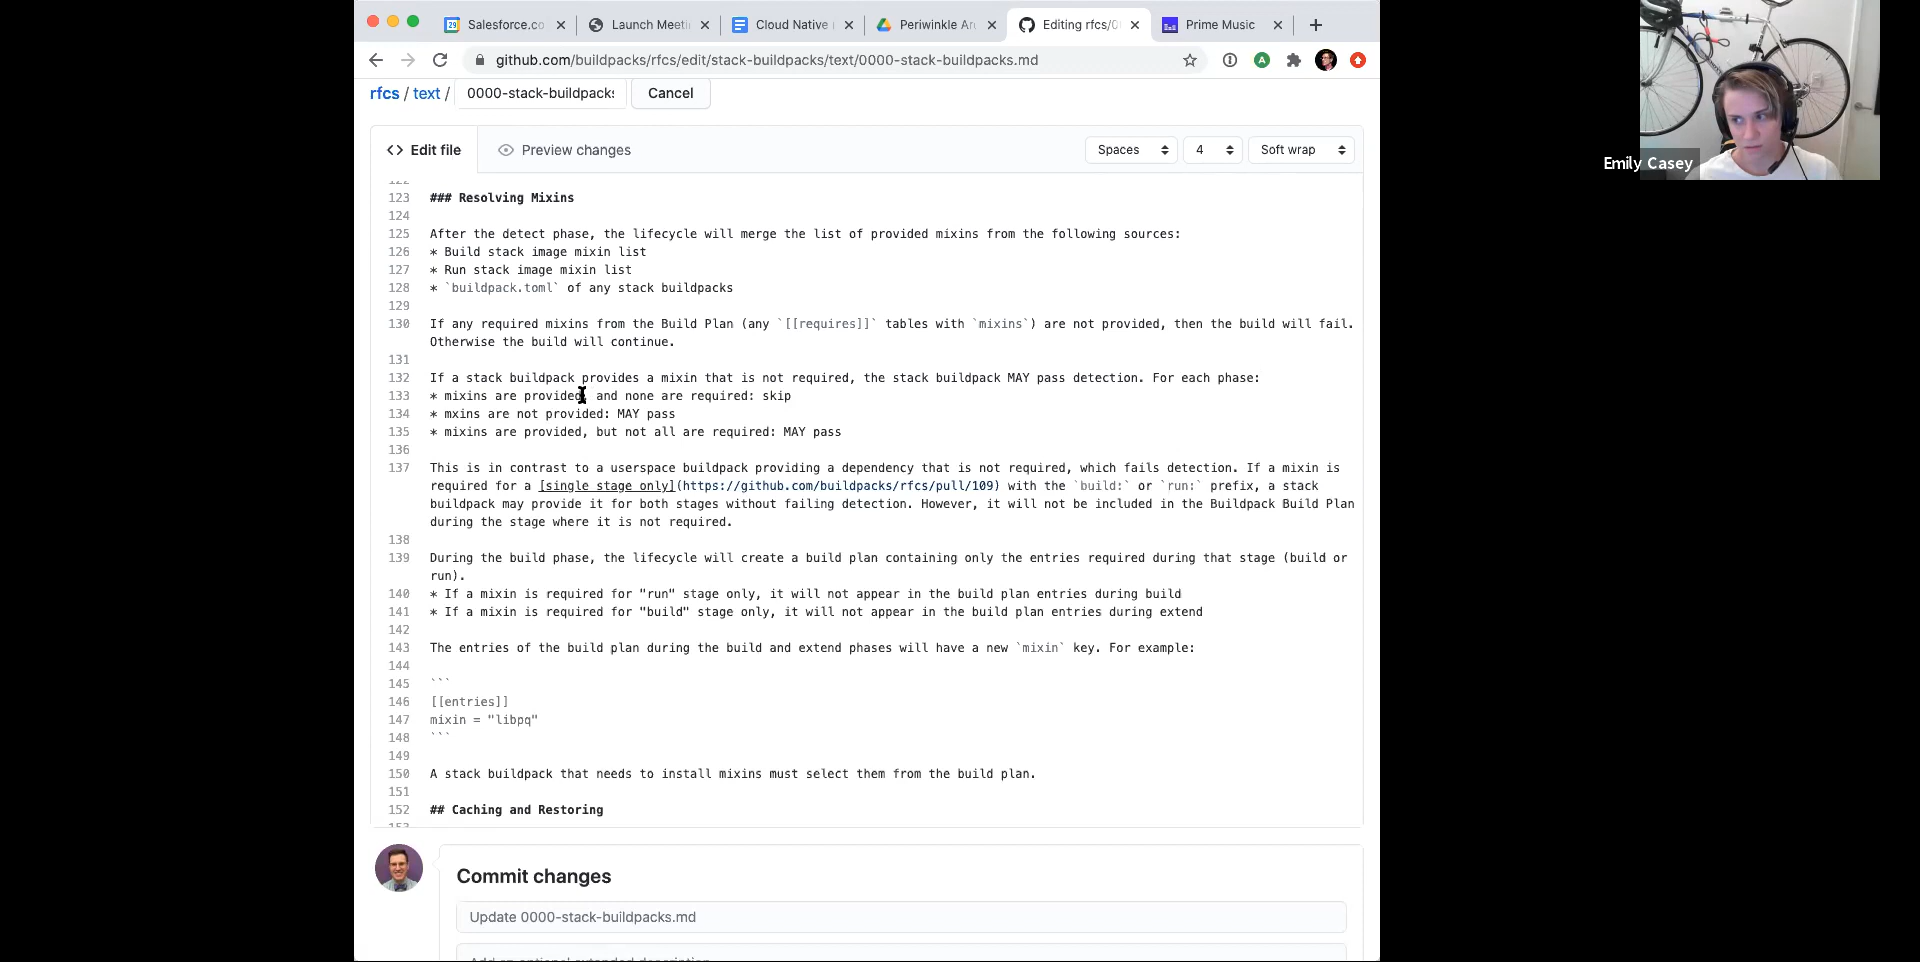 Salesforce.co
Launch Meeti
Cloud Native
Periwinkle Ar
Editing rfcs/0
Prime Music
github.com/buildpacks/rfcs/edit/stack-buildpacks/text/0000-stack-buildpacks.md
rfcs / text / 0000-stack-buildpacks Cancel
Edit file Preview changes Spaces 4 Soft wrap
122
123 ### Resolving Mixins
124
125 After the detect phase, the lifecycle will merge the list of provided mixins from the following sources:
126 * Build stack image mixin list
127 * Run stack image mixin list
128 * `buildpack.toml` of any stack buildpacks
129
130 If any required mixins from the Build Plan (any `[[requires]]` tables with `mixins`) are not provided, then the build will fail.
Otherwise the build will continue.
131
132 If a stack buildpack provides a mixin that is not required, the stack buildpack MAY pass detection. For each phase:
133 * mixins are provided, and none are required: skip
134 * mxins are not provided: MAY pass
135 * mixins are provided, but not all are required: MAY pass
136
137 This is in contrast to a userspace buildpack providing a dependency that is not required, which fails detection. If a mixin is
required for a [single stage only](https://github.com/buildpacks/rfcs/pull/109) with the `build:` or `run:` prefix, a stack
buildpack may provide it for both stages without failing detection. However, it will not be included in the Buildpack Build Plan
during the stage where it is not required.
138
139 During the build phase, the lifecycle will create a build plan containing only the entries required during that stage (build or
run).
140 * If a mixin is required for "run" stage only, it will not appear in the build plan entries during build
141 * If a mixin is required for "build" stage only, it will not appear in the build plan entries during extend
142
143 The entries of the build plan during the build and extend phases will have a new `mixin` key. For example:
144
145 ```
146 [[entries]]
147 mixin = "libpq"
148 ```
149
150 A stack buildpack that needs to install mixins must select them from the build plan.
151
152 ## Caching and Restoring
153
Commit changes
Update 0000-stack-buildpacks.md
Add an optional extended description
Emily Casey